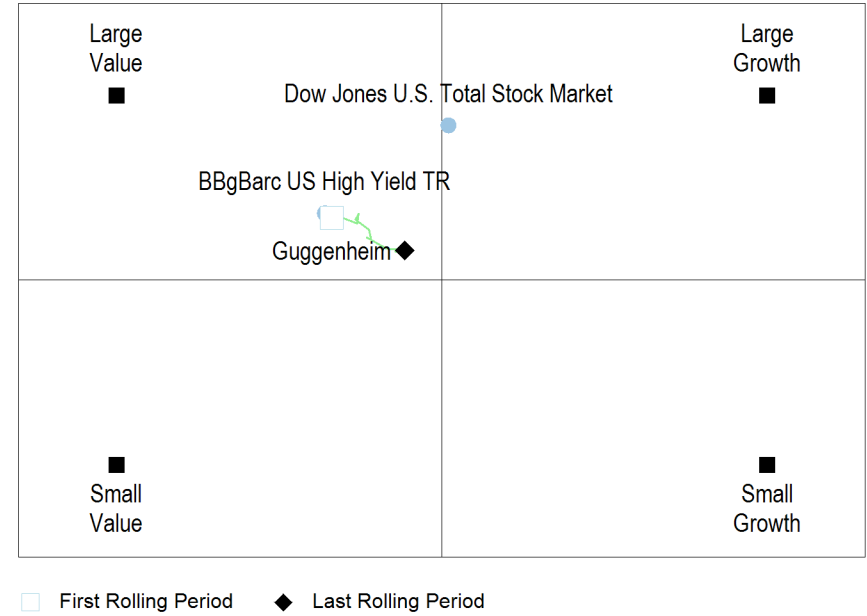 Large
Value
Large
Growth
Dow Jones U.S. Total Stock Market
BBgBarc US High Yield TR
Guggenheim
Small
Value
Small
Growth
First Rolling Period
Last Rolling Period